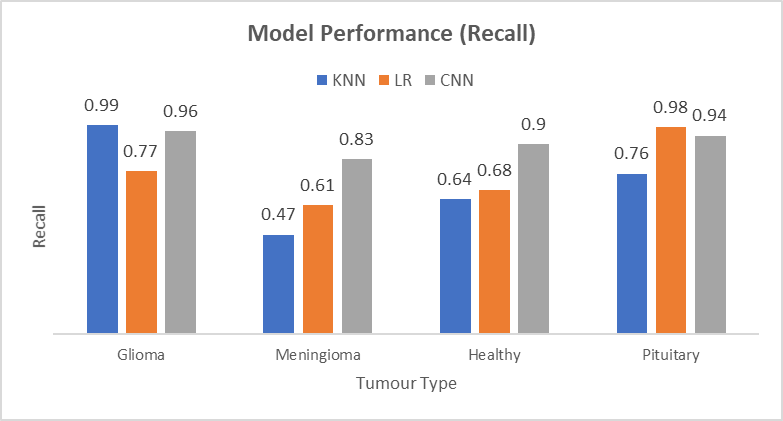 Model Performance (Recall)
KNN LR CNN
0.99 0.77 0.96 0.47 0.61 0.83 0.64 0.68 0.9 0.76 0.98 0.94
Recall
Glioma Meningioma Healthy Pituitary
Tumour Type